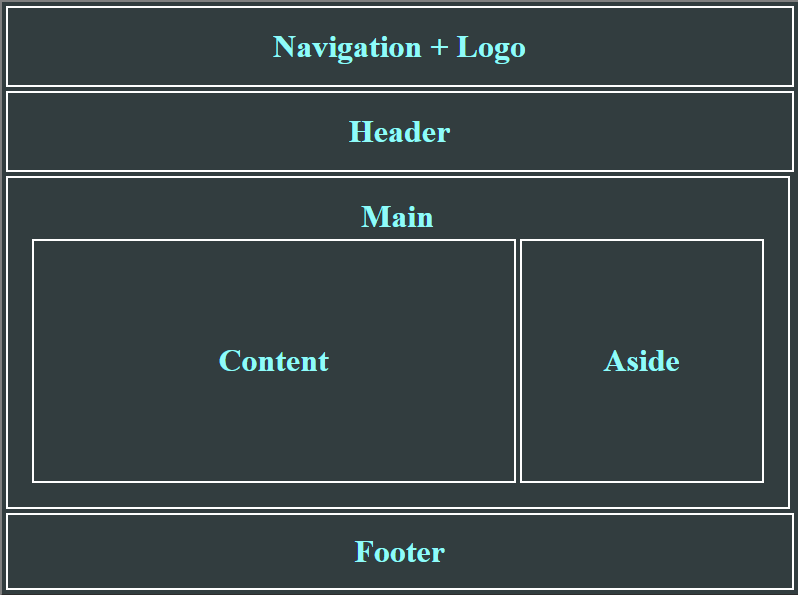 Navigation + Logo
Header
Main
Content
Aside
Footer